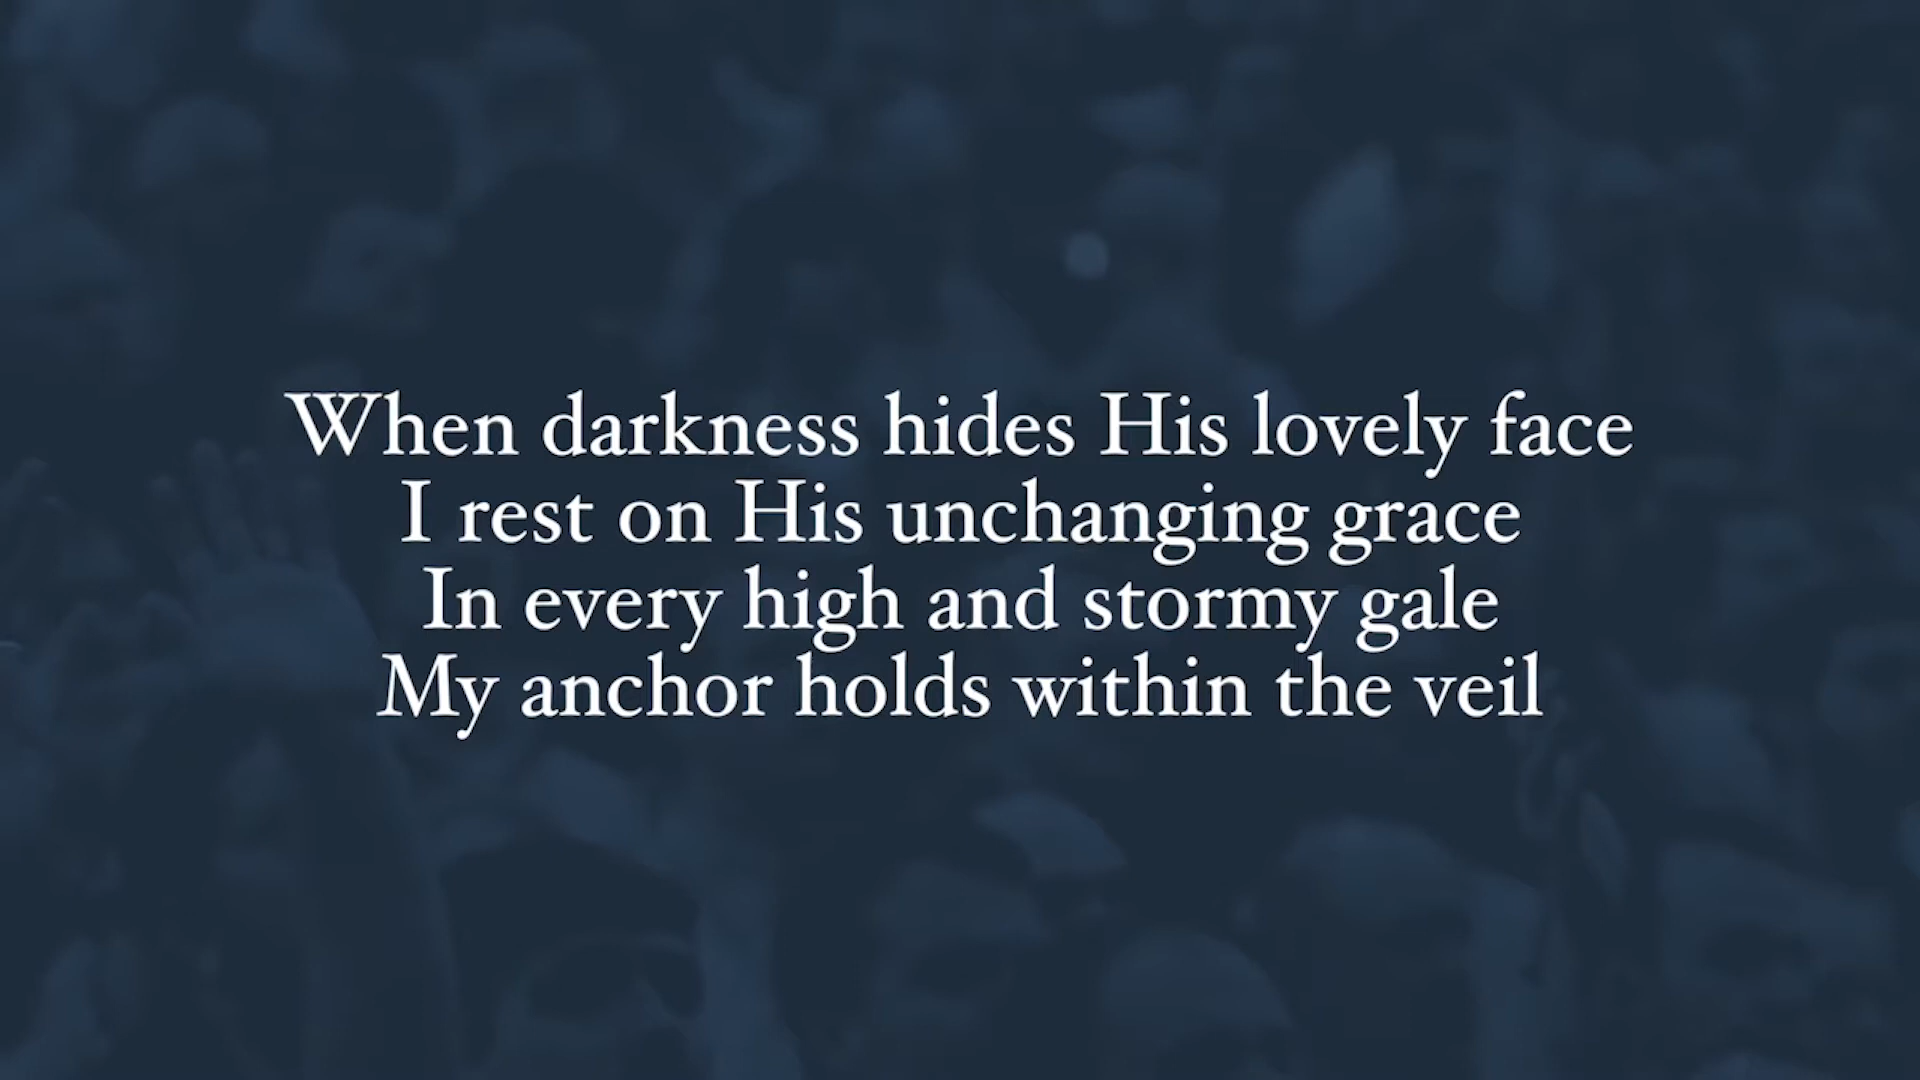 When darkness hides His lovely face
I rest on His unchanging grace
In every high and stormy gale
My anchor holds within the veil